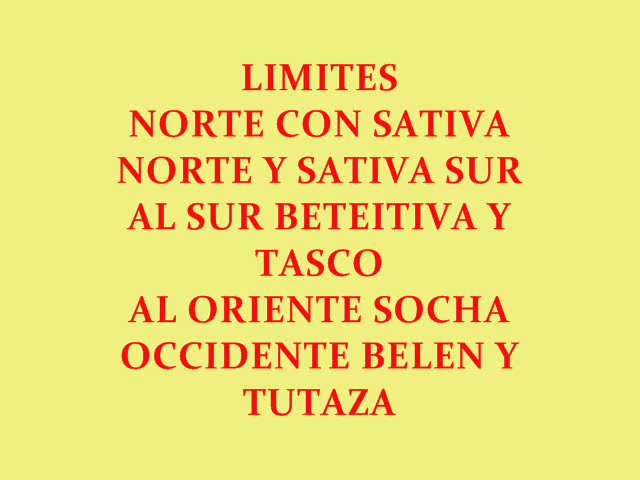 LIMITES
NORTE CON SATIVA
NORTE Y SATIVA SUR
AL SUR BETEITIVA Y
TASCO
AL ORIENTE SOCHA
OCCIDENTE BELEN Y
TUTAZA